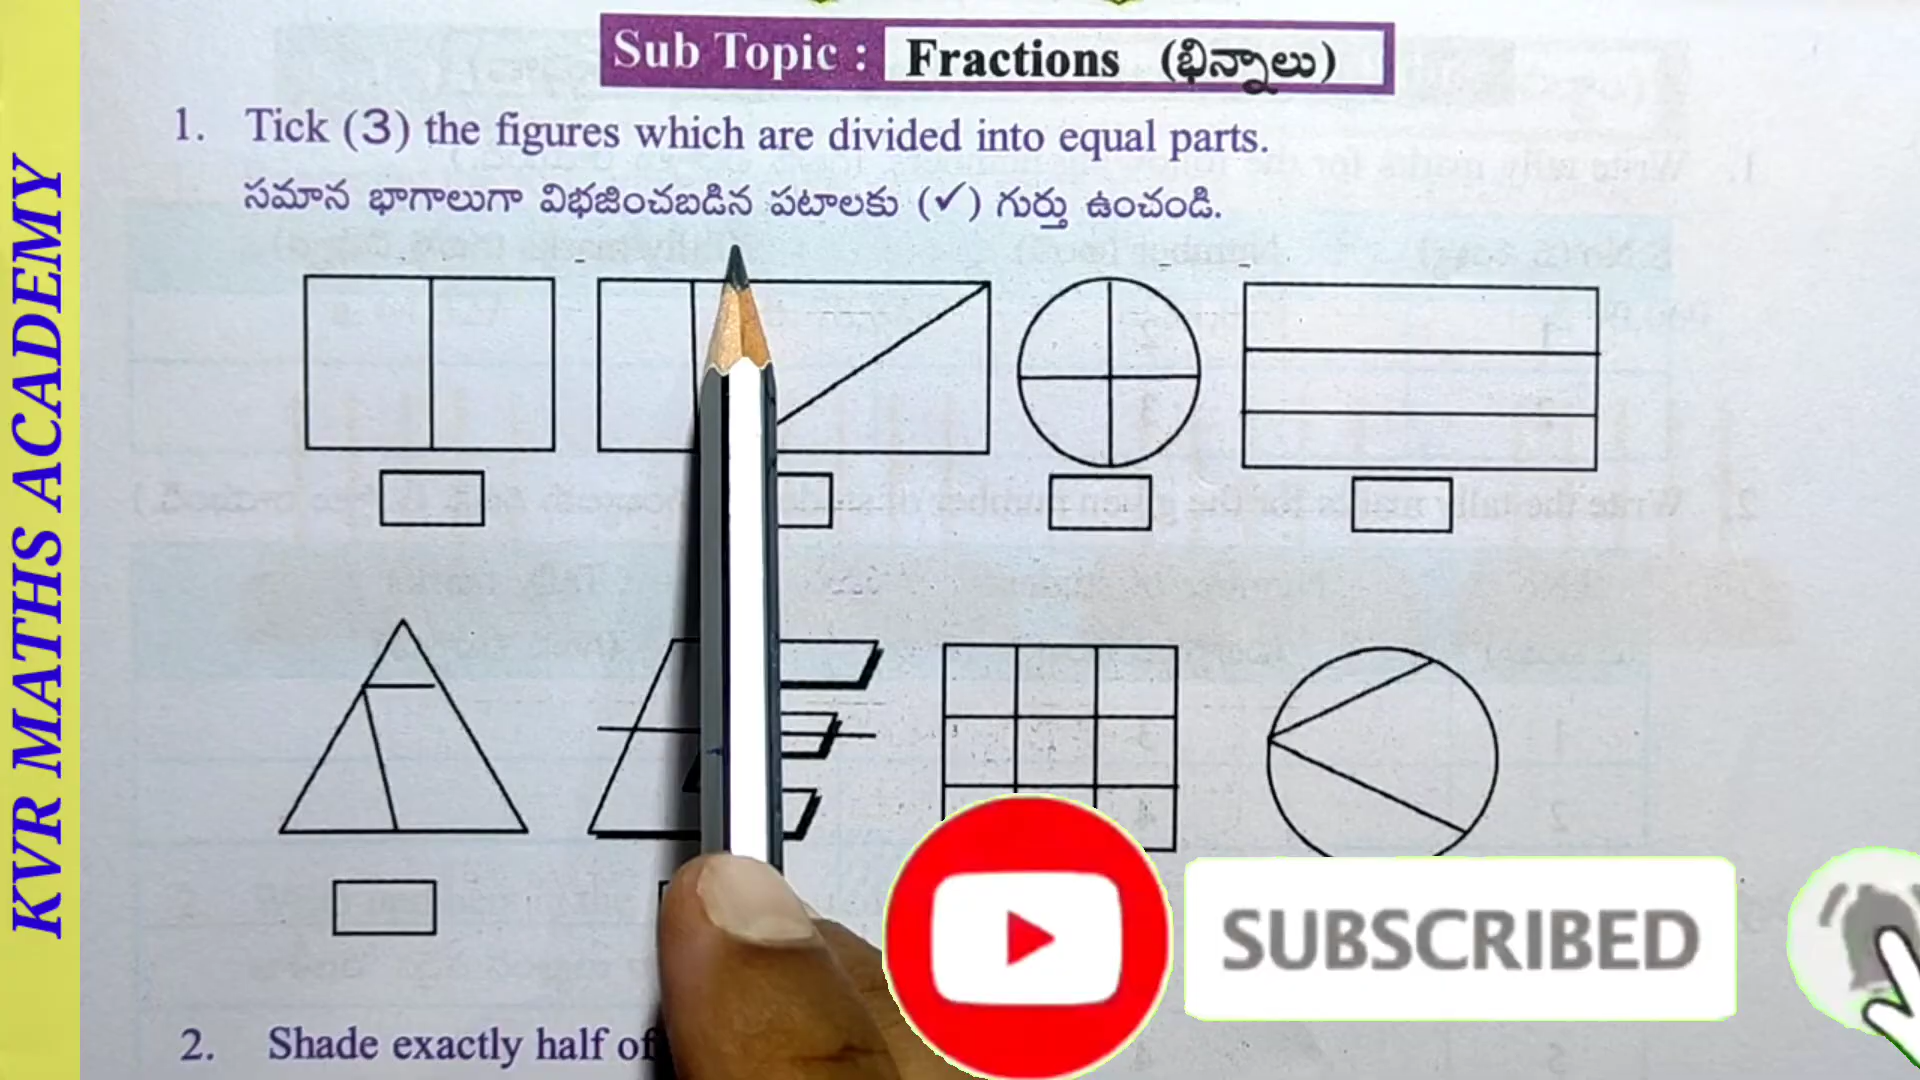 KVR MATHS ACADEMY
Sub Topic : Fractions (భిన్నాలు)
1. Tick (3) the figures which are divided into equal parts.
సమాన భాగాలుగా విభజించబడిన పటాలకు (✓) గుర్తు ఉంచండి.
2. Shade exactly half of
SUBSCRIBED